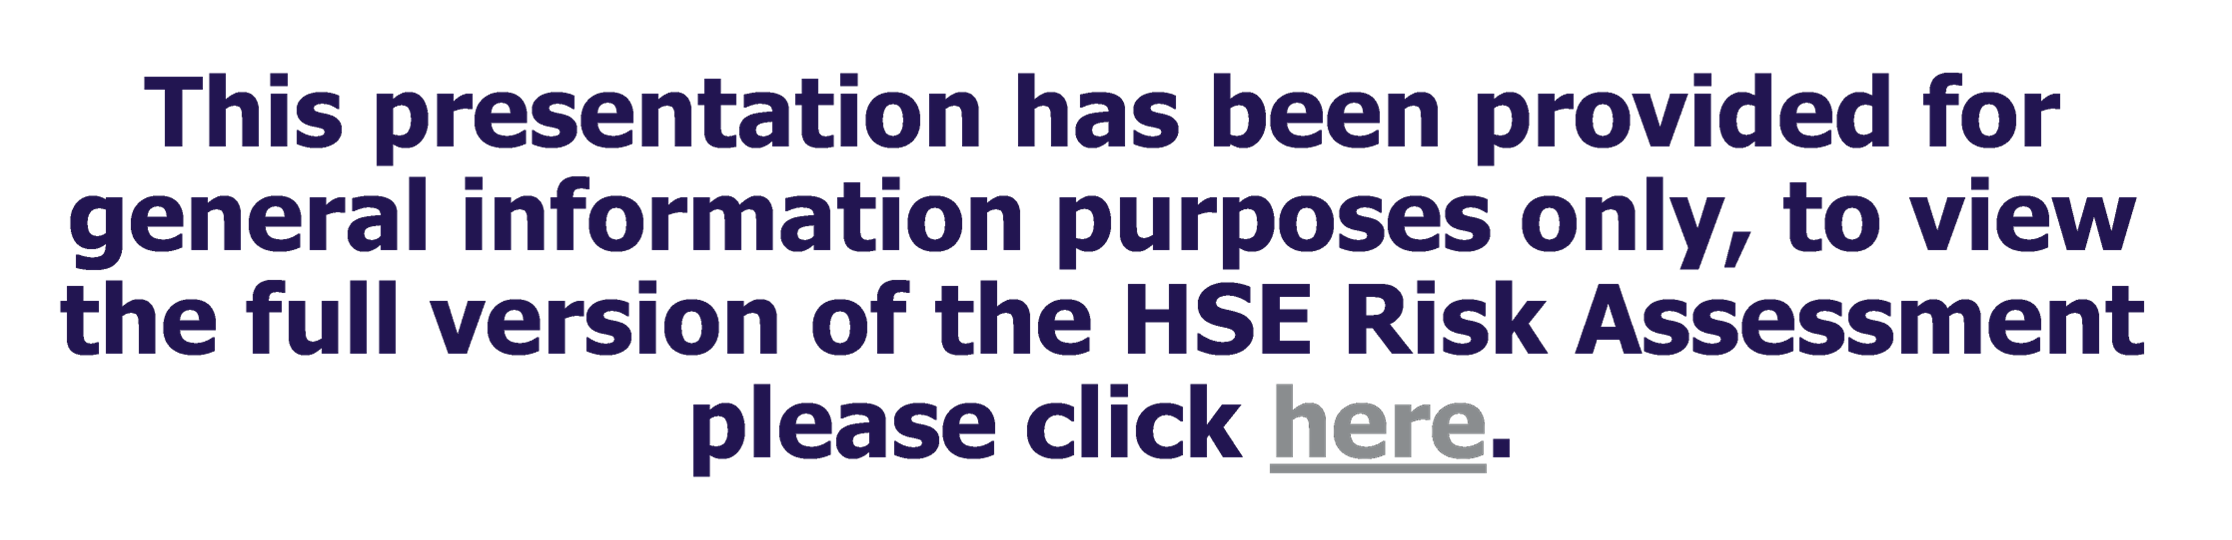 This presentation has been provided for
general information purposes only, to view
the full version of the HSE Risk Assessment
please click here.